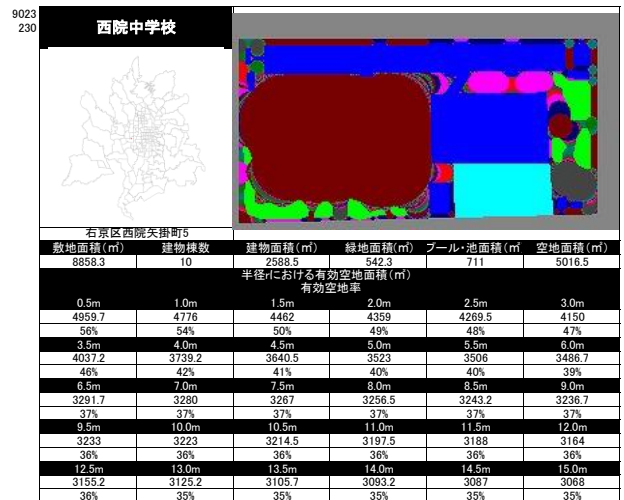 9023
230
西院中学校
右京区西院矢掛町5
敷地面積(㎡) 建物棟数 建物面積(㎡) 緑地面積(㎡) プール・池面積(㎡ 空地面積(㎡)
8858.3 10 2588.5 542.3 711 5016.5
半径rにおける有効空地面積(㎡)
有効空地率
0.5m 1.0m 1.5m 2.0m 2.5m 3.0m
4959.7 4776 4462 4359 4269.5 4150
56% 54% 50% 49% 48% 47%
3.5m 4.0m 4.5m 5.0m 5.5m 6.0m
4037.2 3739.2 3640.5 3523 3506 3486.7
46% 42% 41% 40% 40% 39%
6.5m 7.0m 7.5m 8.0m 8.5m 9.0m
3291.7 3280 3267 3256.5 3243.2 3236.7
37% 37% 37% 37% 37% 37%
9.5m 10.0m 10.5m 11.0m 11.5m 12.0m
3233 3223 3214.5 3197.5 3188 3164
36% 36% 36% 36% 36% 36%
12.5m 13.0m 13.5m 14.0m 14.5m 15.0m
3155.2 3125.2 3105.7 3093.2 3087 3068
36% 35% 35% 35% 35% 35%